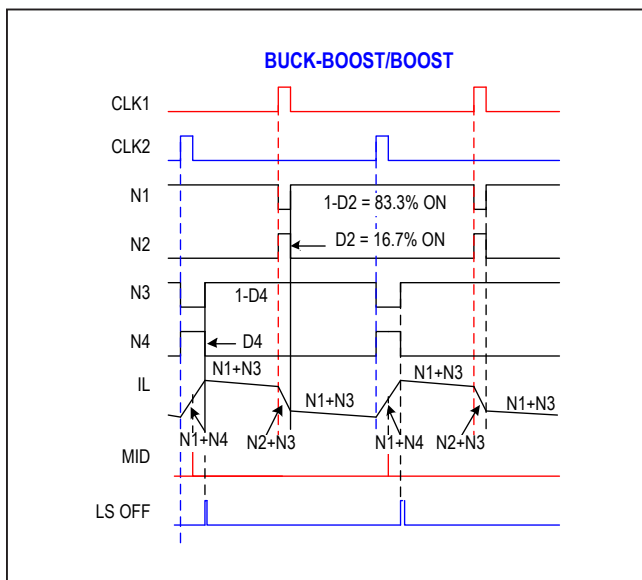 BUCK-BOOST/BOOST
CLK1
CLK2
N1
1-D2 = 83.3% ON
N2
D2 = 16.7% ON
N3
1-D4
N4
D4
N1+N3
N1+N3
IL
N1+N3
N1+N3
N1+N4
N2+N3
N1+N4
N2+N3
MID
LS OFF